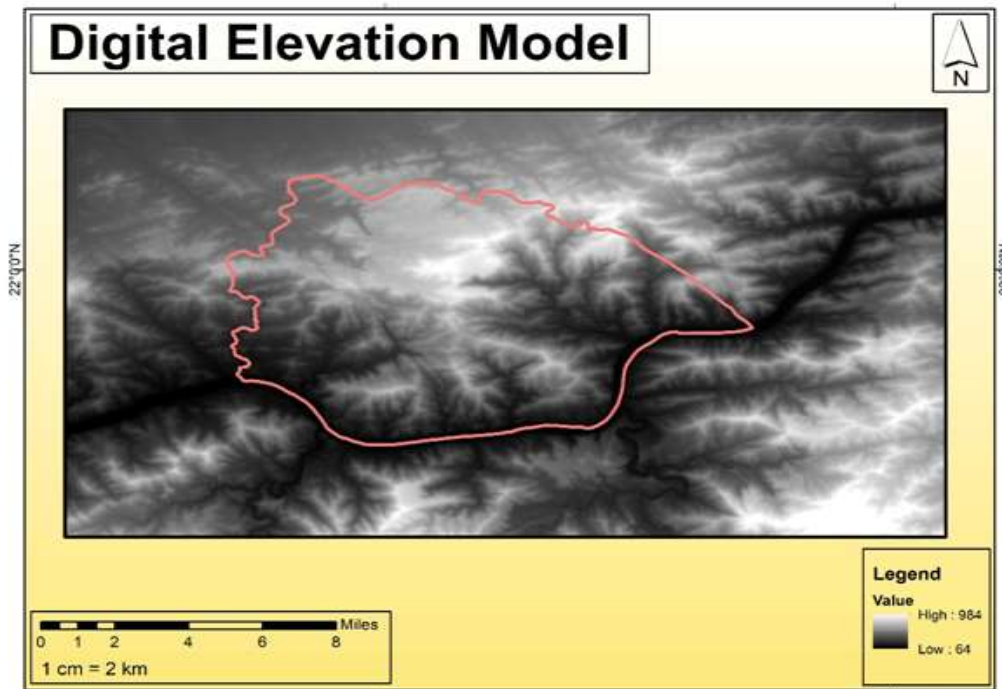 Digital Elevation Model
N
22°0'0"N
Legend
Value
High : 984
Low : 64
Miles
0 1 2 4 6 8
1 cm = 2 km